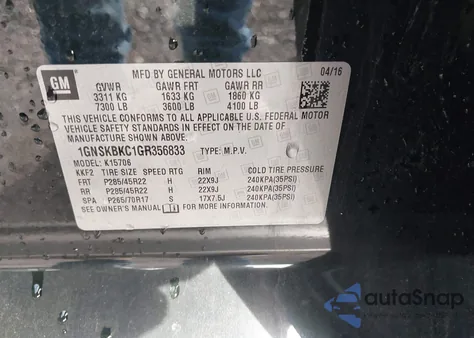 GM
MFD BY GENERAL MOTORS LLC 04/16
GVWR GAWR FRT GAWR RR
3311 KG 1633 KG 1860 KG
7300 LB 3600 LB 4100 LB
THIS VEHICLE CONFORMS TO ALL APPLICABLE U.S. FEDERAL MOTOR
VEHICLE SAFETY, BUMPER, AND THEFT PREVENTION STANDARDS IN EFFECT ON THE DATE OF
MANUFACTURE SHOWN ABOVE.
1GNSKBKC1GR356833 TYPE: M.P.V.
MODEL: K15706
KKF2 TIRE SIZE SPEED RTG RIM COLD TIRE PRESSURE
FRT P285/45R22 H 22X9J 240KPA(35PSI)
RR P285/45R22 H 22X9J 240KPA(35PSI)
SPA P265/70R17 S 17X7.5J 240KPA(35PSI)
SEE OWNER'S MANUAL FOR MORE INFORMATION.
autoSnap